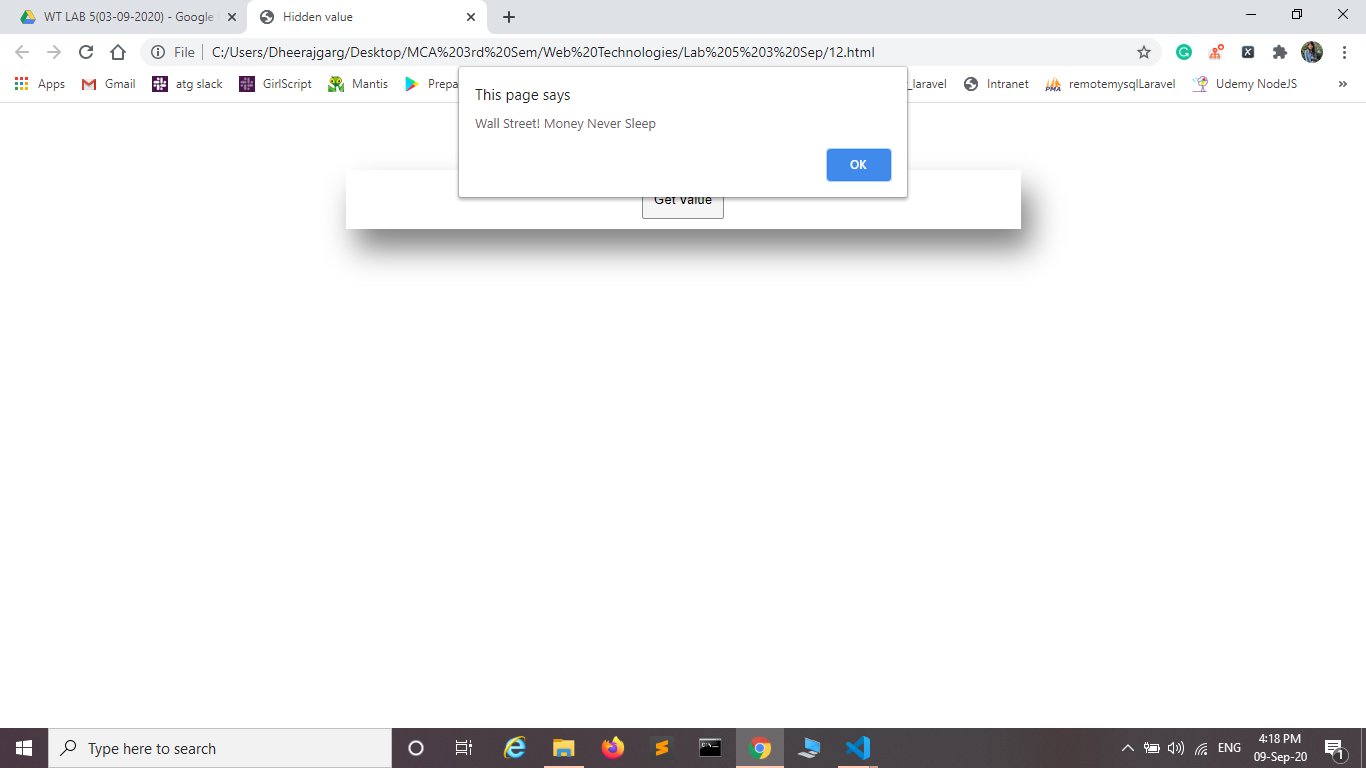 WT LAB 5(03-09-2020) - Google
Hidden value
File
C:/Users/Dheerajgarg/Desktop/MCA%203rd%20Sem/Web%20Technologies/Lab%205%203%20Sep/12.html
Apps
Gmail
atg slack
GirlScript
Mantis
Prepa
_laravel
Intranet
remotemysqlLaravel
Udemy NodeJS
»
This page says
Wall Street! Money Never Sleep
OK
Get Value
Type here to search
ENG
4:18 PM
09-Sep-20
1